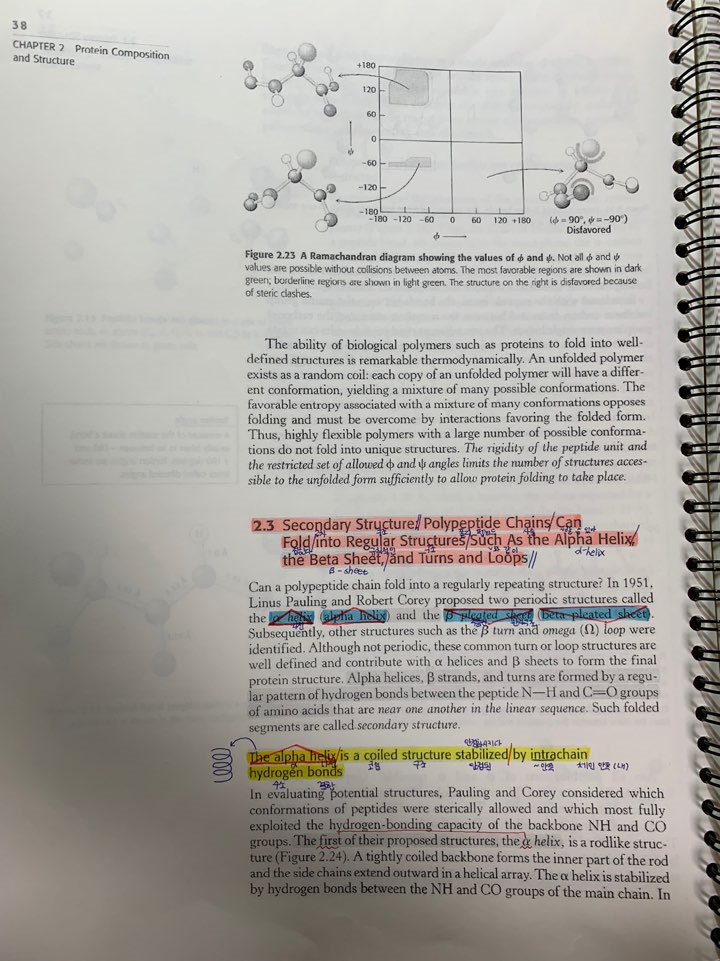 38
CHAPTER 2 Protein Composition
and Structure
+180
120
60
0
−60
−120
−180
ψ
−180 −120 −60 0 60 120 +180
ϕ
(ϕ = 90°, ψ = −90°)
Disfavored
Figure 2.23 A Ramachandran diagram showing the values of ϕ and ψ. Not all ϕ and ψ
values are possible without collisions between atoms. The most favorable regions are shown in dark
green; borderline regions are shown in light green. The structure on the right is disfavored because
of steric clashes.
The ability of biological polymers such as proteins to fold into well-
defined structures is remarkable thermodynamically. An unfolded polymer
exists as a random coil: each copy of an unfolded polymer will have a differ-
ent conformation, yielding a mixture of many possible conformations. The
favorable entropy associated with a mixture of many conformations opposes
folding and must be overcome by interactions favoring the folded form.
Thus, highly flexible polymers with a large number of possible conforma-
tions do not fold into unique structures. The rigidity of the peptide unit and
the restricted set of allowed ϕ and ψ angles limits the number of structures acces-
sible to the unfolded form sufficiently to allow protein folding to take place.
2.3 Secondary Structure: Polypeptide Chains Can
Fold into Regular Structures Such As the Alpha Helix,
the Beta Sheet, and Turns and Loops
α-helix
β-sheet
Can a polypeptide chain fold into a regularly repeating structure? In 1951,
Linus Pauling and Robert Corey proposed two periodic structures called
the α helix (alpha helix) and the β pleated sheet (beta pleated sheet).
Subsequently, other structures such as the β turn and omega (Ω) loop were
identified. Although not periodic, these common turn or loop structures are
well defined and contribute with α helices and β sheets to form the final
protein structure. Alpha helices, β strands, and turns are formed by a regu-
lar pattern of hydrogen bonds between the peptide N—H and C=O groups
of amino acids that are near one another in the linear sequence. Such folded
segments are called secondary structure.
안정시키다
The alpha helix is a coiled structure stabilized by intrachain
구조 안정된
hydrogen bonds
수소 결합
In evaluating potential structures, Pauling and Corey considered which
conformations of peptides were sterically allowed and which most fully
exploited the hydrogen-bonding capacity of the backbone NH and CO
groups. The first of their proposed structures, the α helix, is a rodlike struc-
ture (Figure 2.24). A tightly coiled backbone forms the inner part of the rod
and the side chains extend outward in a helical array. The α helix is stabilized
by hydrogen bonds between the NH and CO groups of the main chain. In